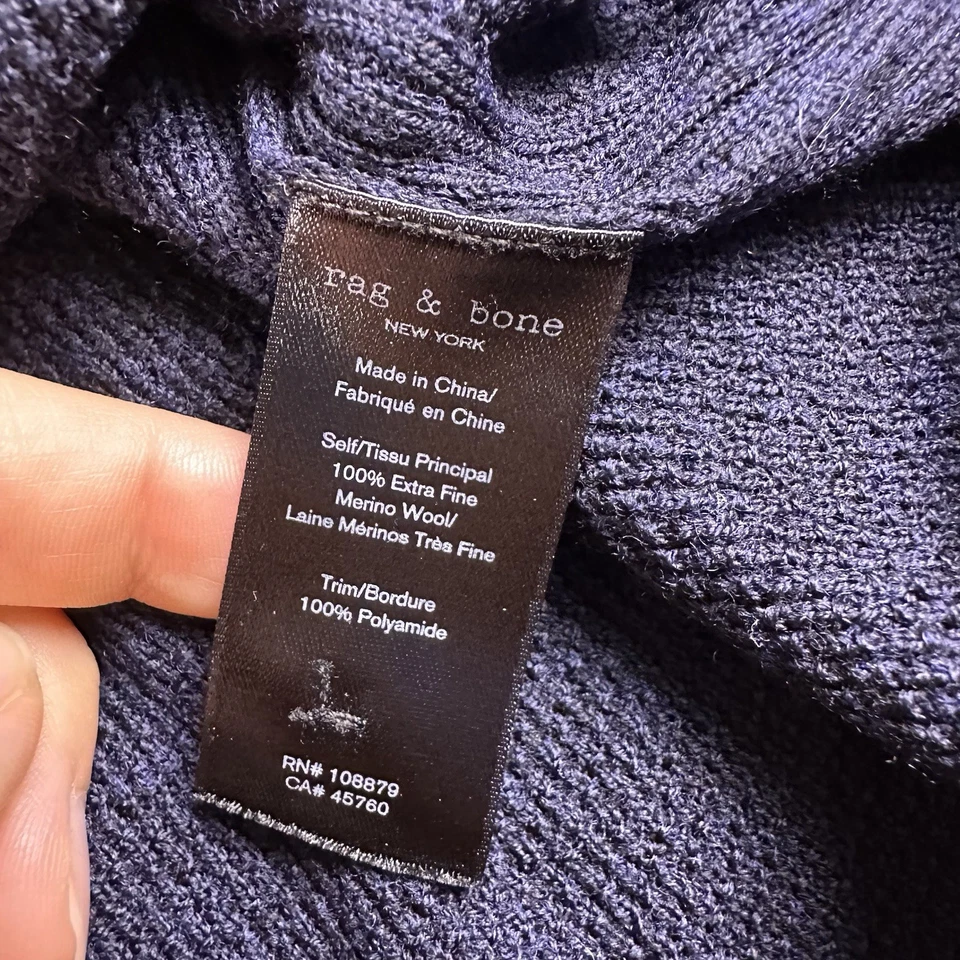 rag & bone
NEW YORK
Made in China/
Fabriqué en Chine
Self/Tissu Principal
100% Extra Fine
Merino Wool/
Laine Mérinos Très Fine
Trim/Bordure
100% Polyamide
RN# 108879
CA# 45760